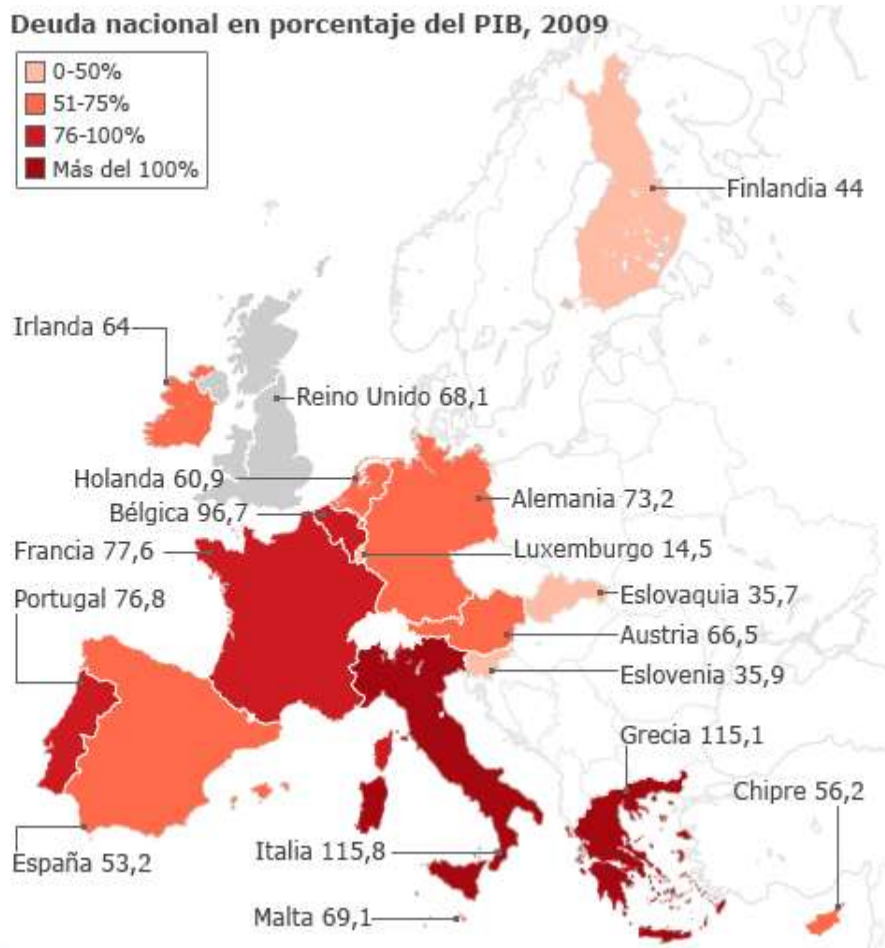 Deuda nacional en porcentaje del PIB, 2009
0-50%
51-75%
76-100%
Más del 100%
Finlandia 44
Irlanda 64
Reino Unido 68,1
Holanda 60,9
Alemania 73,2
Bélgica 96,7
Francia 77,6
Luxemburgo 14,5
Portugal 76,8
Eslovaquia 35,7
Austria 66,5
Eslovenia 35,9
Grecia 115,1
Chipre 56,2
España 53,2
Italia 115,8
Malta 69,1